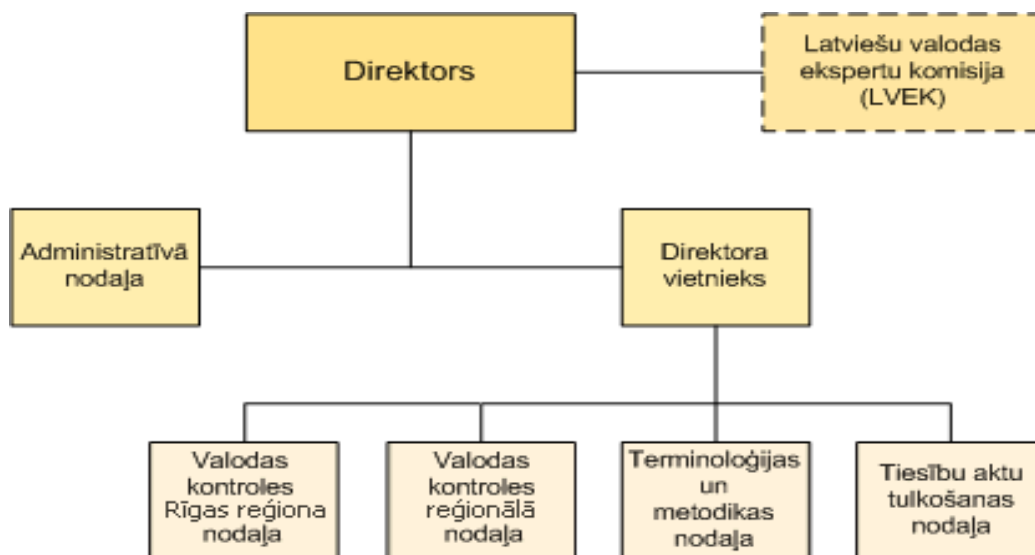 Direktors
Latviešu valodas
ekspertu komisija
(LVEK)
Administratīvā
nodaļa
Direktora
vietnieks
Valodas
kontroles
Rīgas reģiona
nodaļa
Valodas
kontroles
reģionālā
nodaļa
Terminoloģijas
un
metodikas
nodaļa
Tiesību aktu
tulkošanas
nodaļa